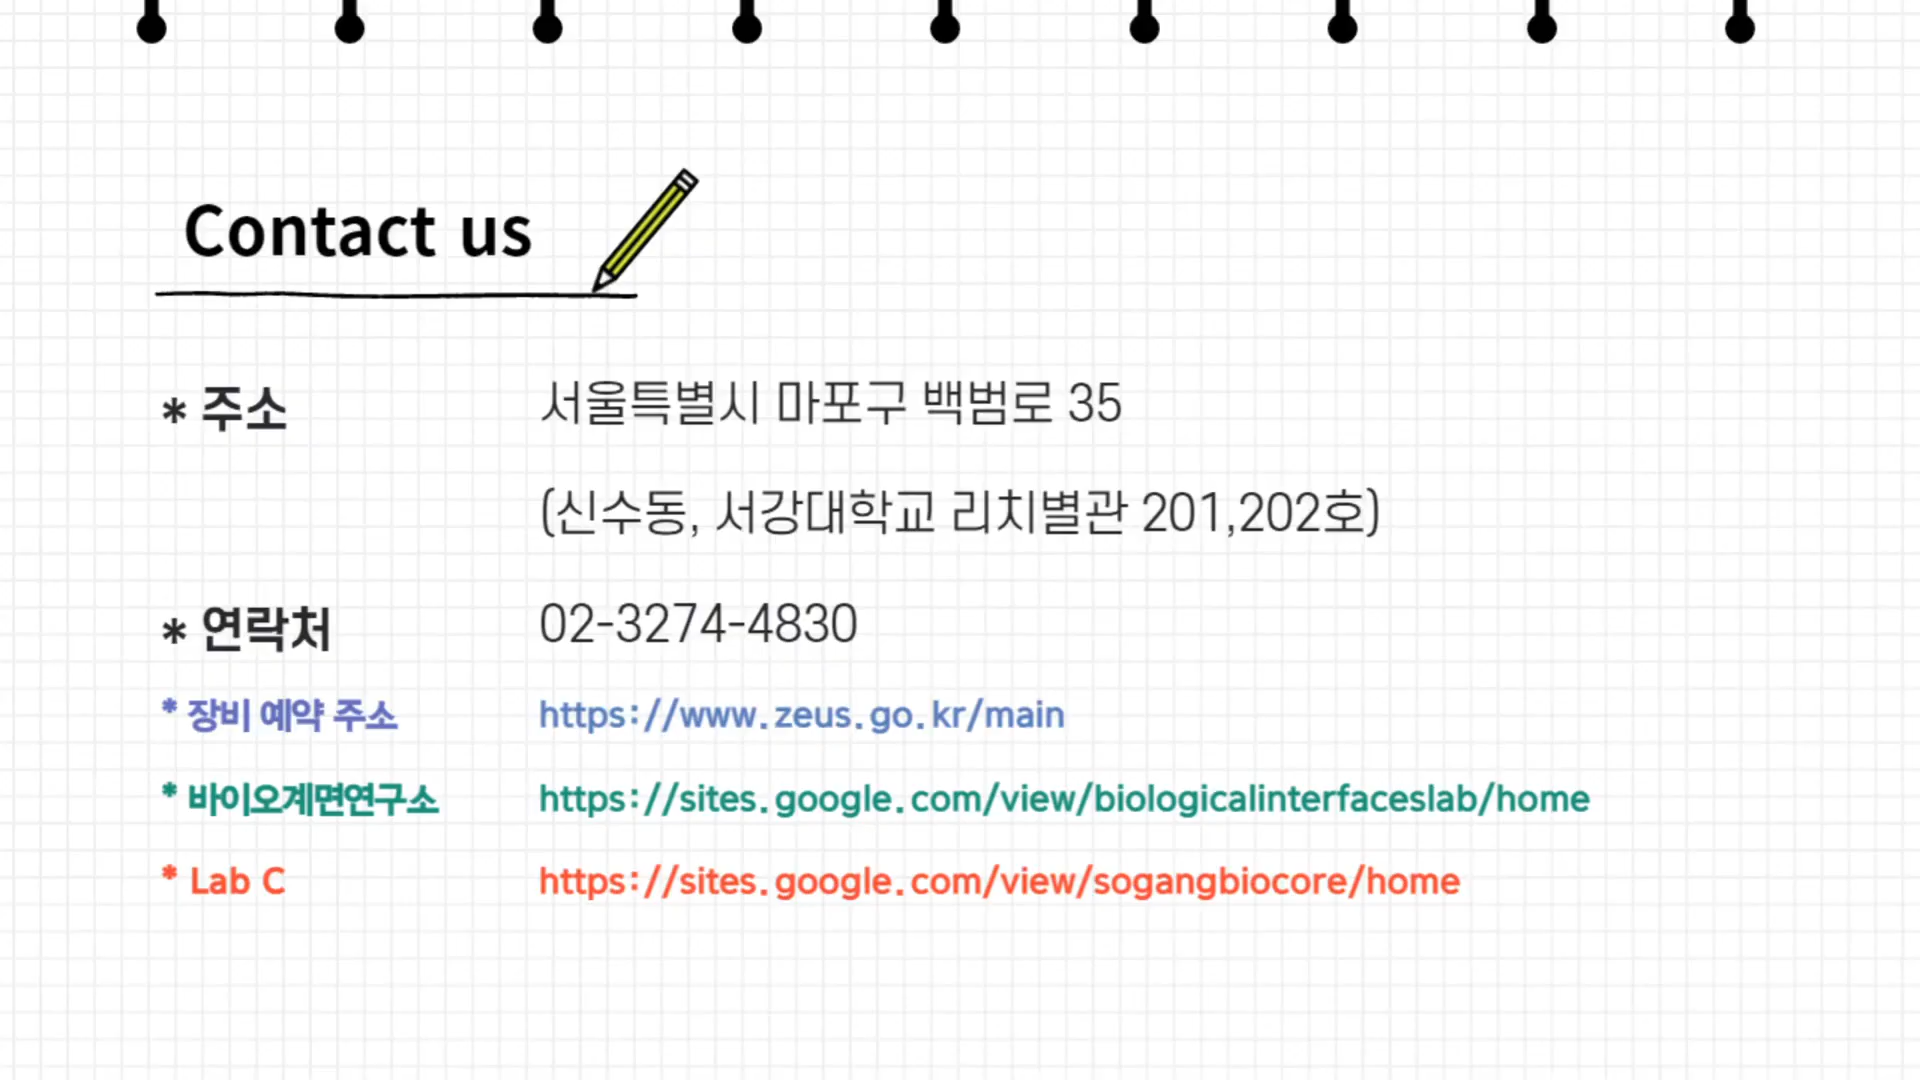 Contact us
* 주소 서울특별시 마포구 백범로 35
(신수동, 서강대학교 리치별관 201,202호)
* 연락처 02-3274-4830
* 장비 예약 주소 https://www.zeus.go.kr/main
* 바이오계면연구소 https://sites.google.com/view/biologicalinterfaceslab/home
* Lab C https://sites.google.com/view/sogangbiocore/home